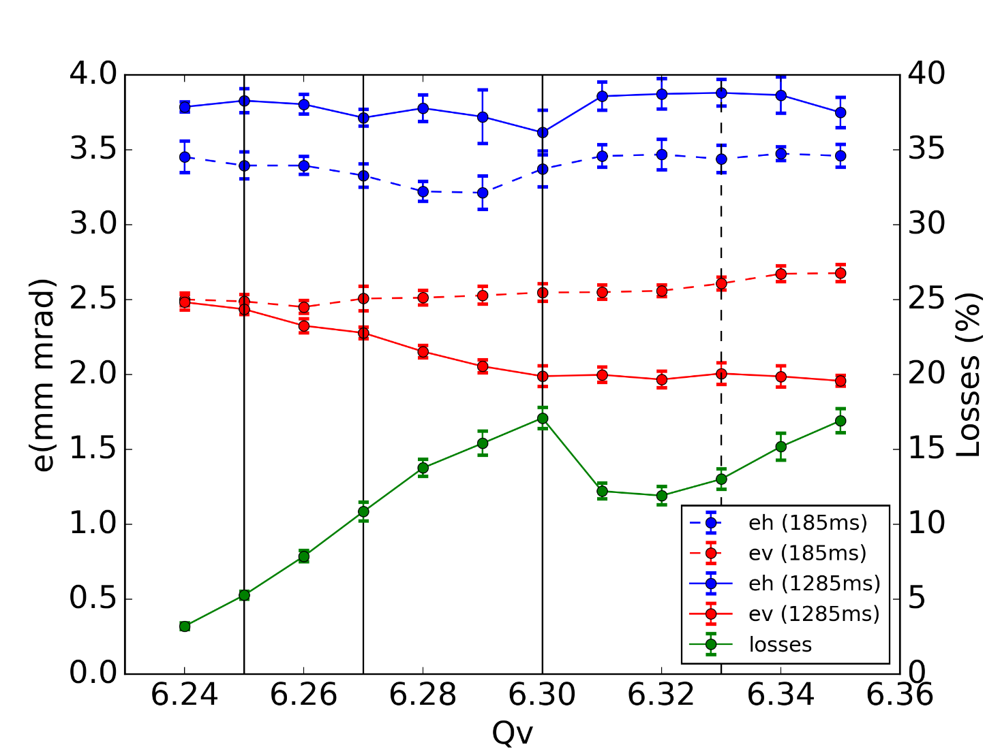 4.0
3.5
3.0
2.5
2.0
1.5
1.0
0.5
0.0
e(mm mrad)
40
35
30
25
20
15
10
5
0
Losses (%)
eh (185ms)
ev (185ms)
eh (1285ms)
ev (1285ms)
losses
6.24 6.26 6.28 6.30 6.32 6.34 6.36
Qv